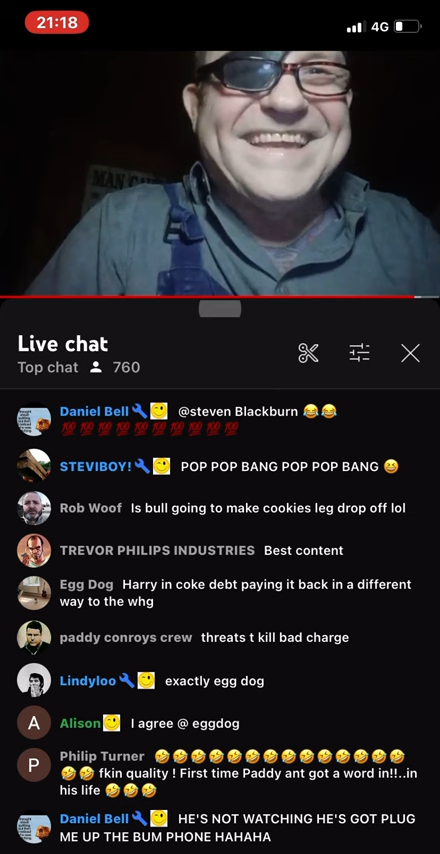 21:18
4G
MAN CAVE
Live chat
Top chat 760
Daniel Bell @steven Blackburn 😂😂
💯💯💯💯💯💯💯💯💯💯
STEVIBOY! POP POP BANG POP POP BANG 😆
Rob Woof Is bull going to make cookies leg drop off lol
TREVOR PHILIPS INDUSTRIES Best content
Egg Dog Harry in coke debt paying it back in a different
way to the whg
paddy conroys crew threats t kill bad charge
Lindyloo exactly egg dog
A Alison I agree @ eggdog
P Philip Turner 🤣🤣🤣🤣🤣🤣🤣🤣🤣🤣🤣🤣🤣
🤣🤣 fkin quality ! First time Paddy ant got a word in!!..in
his life 🤣🤣🤣
Daniel Bell HE'S NOT WATCHING HE'S GOT PLUG
ME UP THE BUM PHONE HAHAHA